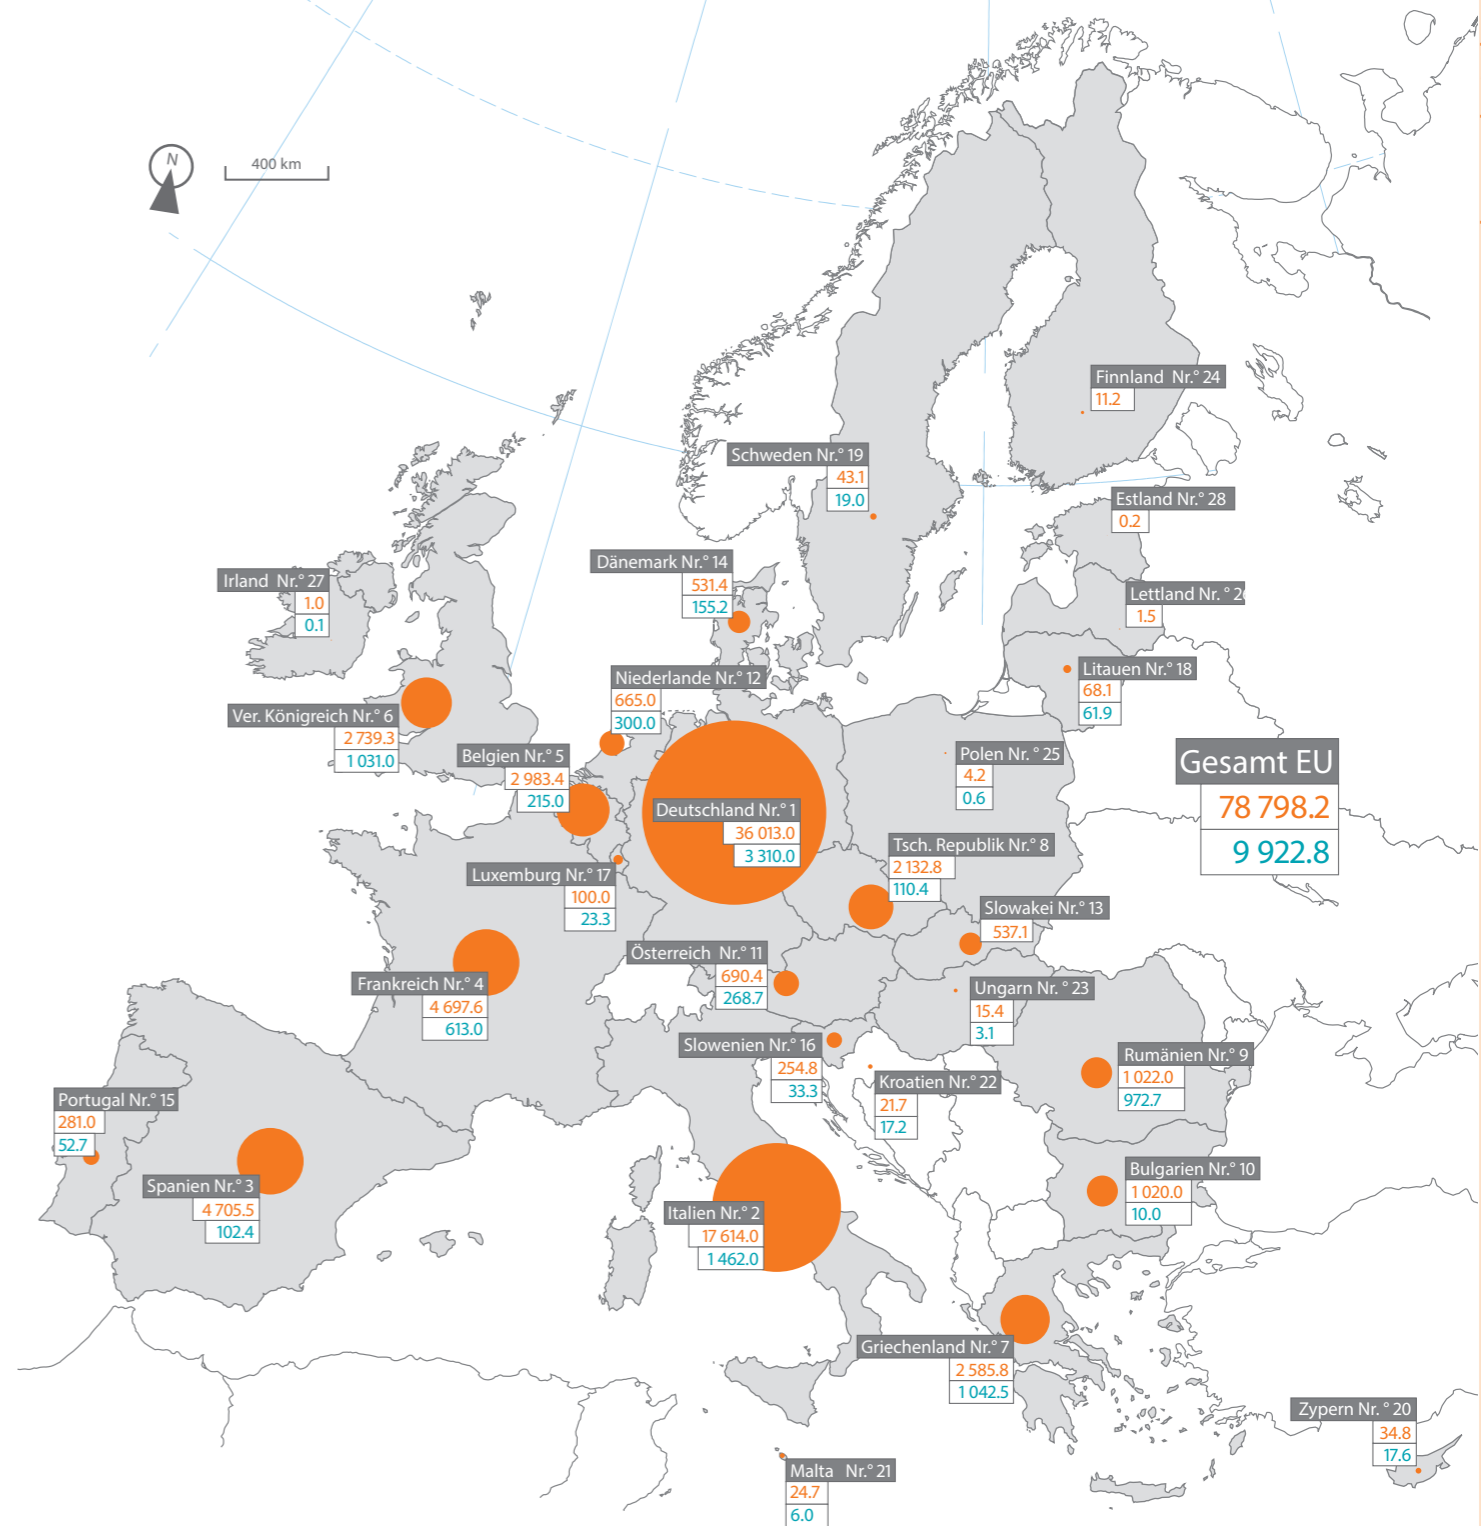 N
400 km
Finnland Nr.° 24
11.2
Schweden Nr.° 19
43.1
19.0
Estland Nr.° 28
0.2
Dänemark Nr.° 14
531.4
155.2
Irland Nr.° 27
1.0
0.1
Lettland Nr. ° 26
1.5
Litauen Nr.° 18
68.1
61.9
Niederlande Nr.° 12
665.0
300.0
Ver. Königreich Nr.° 6
2 739.3
1 031.0
Belgien Nr.° 5
2 983.4
215.0
Polen Nr. ° 25
4.2
0.6
Gesamt EU
78 798.2
9 922.8
Deutschland Nr.° 1
36 013.0
3 310.0
Tsch. Republik Nr.° 8
2 132.8
110.4
Luxemburg Nr.° 17
100.0
23.3
Slowakei Nr.° 13
537.1
Österreich Nr.° 11
690.4
268.7
Frankreich Nr.° 4
4 697.6
613.0
Ungarn Nr. ° 23
15.4
3.1
Slowenien Nr.° 16
254.8
33.3
Rumänien Nr.° 9
1 022.0
972.7
Kroatien Nr.° 22
21.7
17.2
Portugal Nr.° 15
281.0
52.7
Bulgarien Nr.° 10
1 020.0
10.0
Spanien Nr.° 3
4 705.5
102.4
Italien Nr.° 2
17 614.0
1 462.0
Griechenland Nr.° 7
2 585.8
1 042.5
Zypern Nr. ° 20
34.8
17.6
Malta Nr.° 21
24.7
6.0